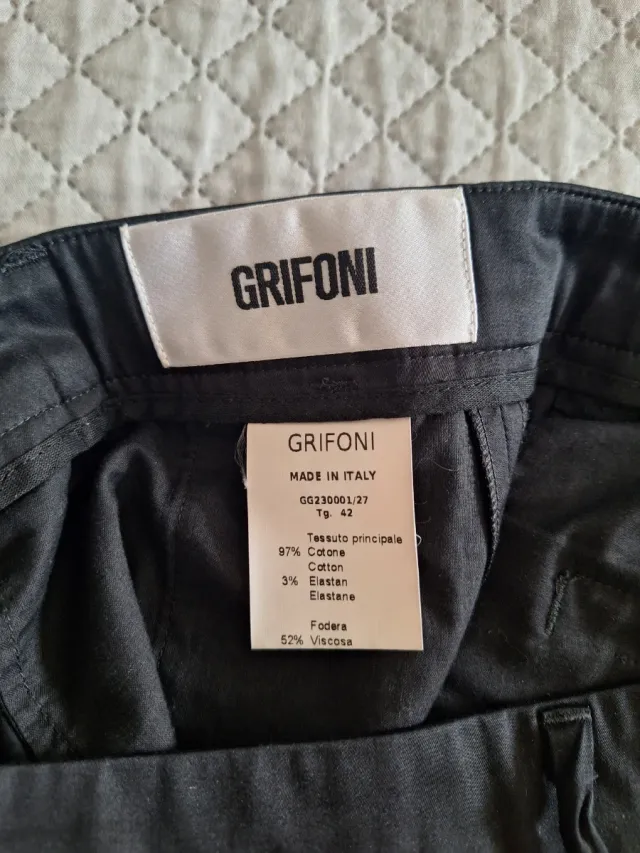 GRIFONI
GRIFONI
MADE IN ITALY
GG230001/27
Tg. 42
Tessuto principale
97% Cotone
Cotton
3% Elastan
Elastane
Fodera
52% Viscosa